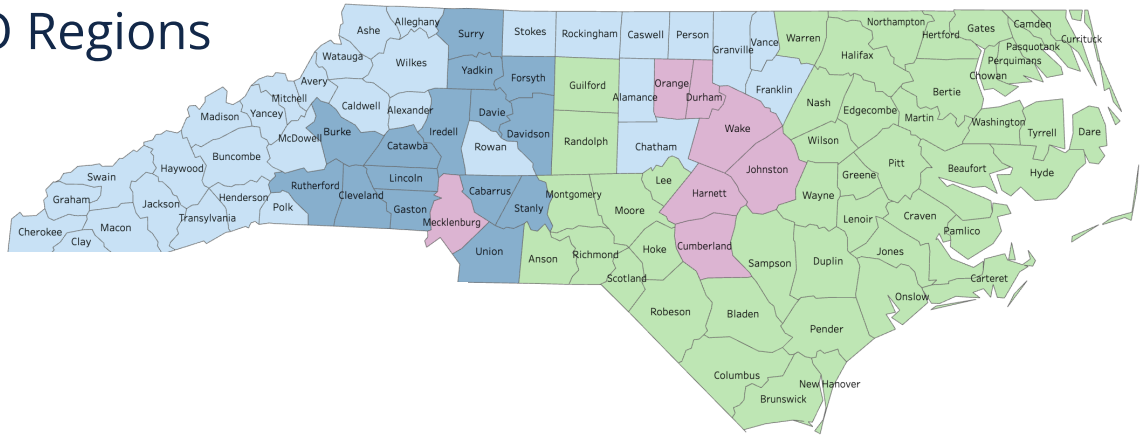 D Regions
Ashe
Alleghany
Surry
Stokes
Rockingham
Caswell
Person
Granville
Vance
Warren
Northampton
Hertford
Gates
Camden
Currituck
Pasquotank
Perquimans
Chowan
Halifax
Watauga
Wilkes
Yadkin
Forsyth
Guilford
Alamance
Orange
Durham
Franklin
Nash
Edgecombe
Bertie
Martin
Washington
Tyrrell
Dare
Avery
Mitchell
Yancey
Madison
Caldwell
Alexander
Iredell
Davie
Davidson
Randolph
Chatham
Wake
Wilson
McDowell
Burke
Catawba
Rowan
Buncombe
Haywood
Swain
Graham
Jackson
Henderson
Transylvania
Polk
Rutherford
Cleveland
Lincoln
Gaston
Mecklenburg
Cabarrus
Stanly
Montgomery
Moore
Lee
Harnett
Johnston
Wayne
Greene
Pitt
Beaufort
Hyde
Cherokee
Clay
Macon
Union
Anson
Richmond
Scotland
Hoke
Cumberland
Sampson
Duplin
Lenoir
Craven
Pamlico
Jones
Carteret
Onslow
Robeson
Bladen
Pender
Columbus
New Hanover
Brunswick